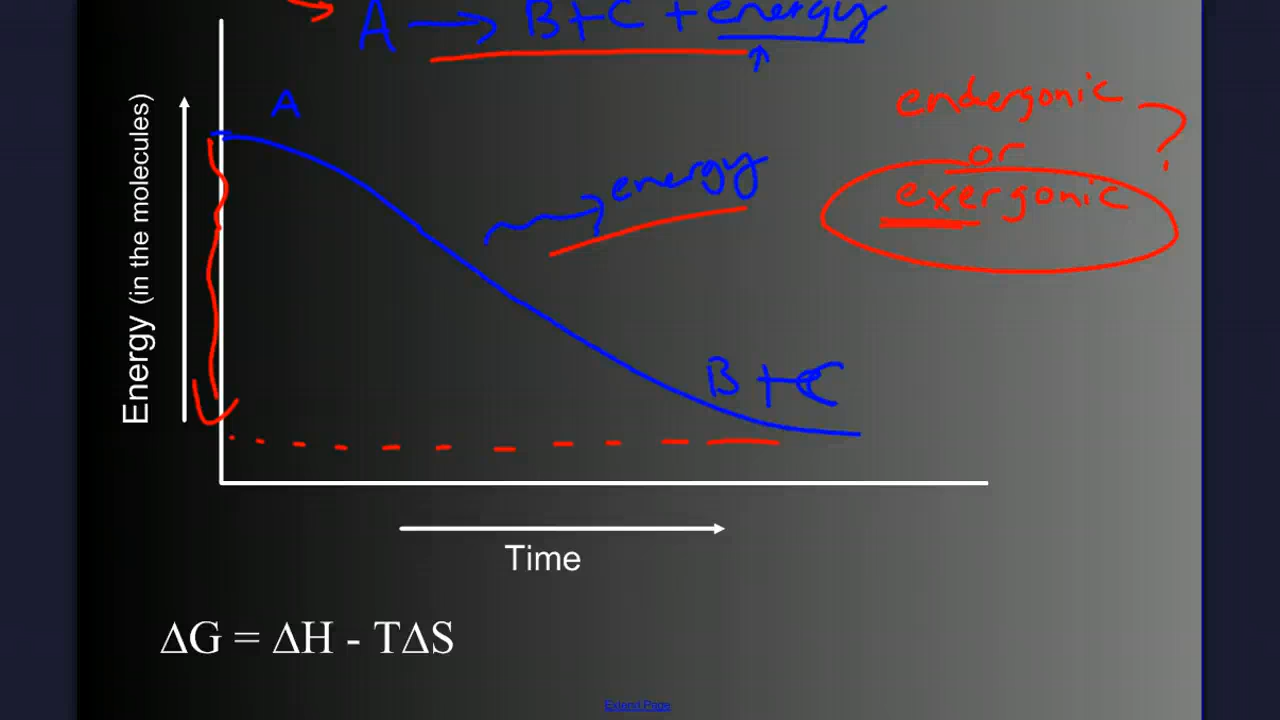 A → B + C + energy
endergonic
or ?
exergonic
A
energy
B + C
Energy (in the molecules)
Time
ΔG = ΔH - TΔS
Extend Page